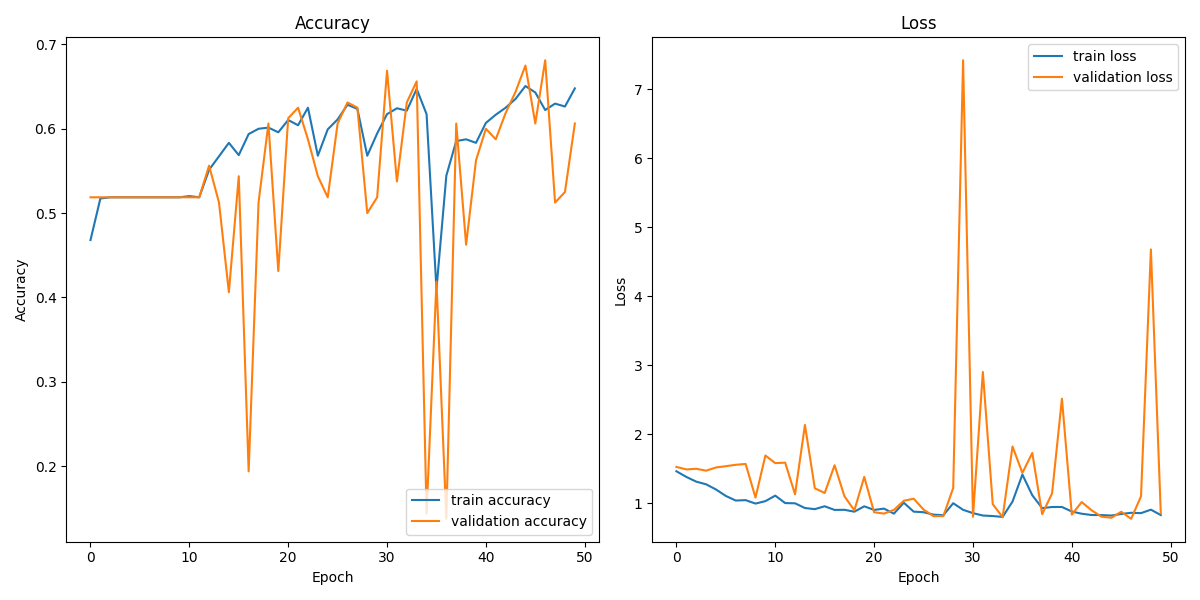 Accuracy
Accuracy
0.7
0.6
0.5
0.4
0.3
0.2
train accuracy
validation accuracy
0 10 20 30 40 50
Epoch
Loss
Loss
7
6
5
4
3
2
1
train loss
validation loss
0 10 20 30 40 50
Epoch